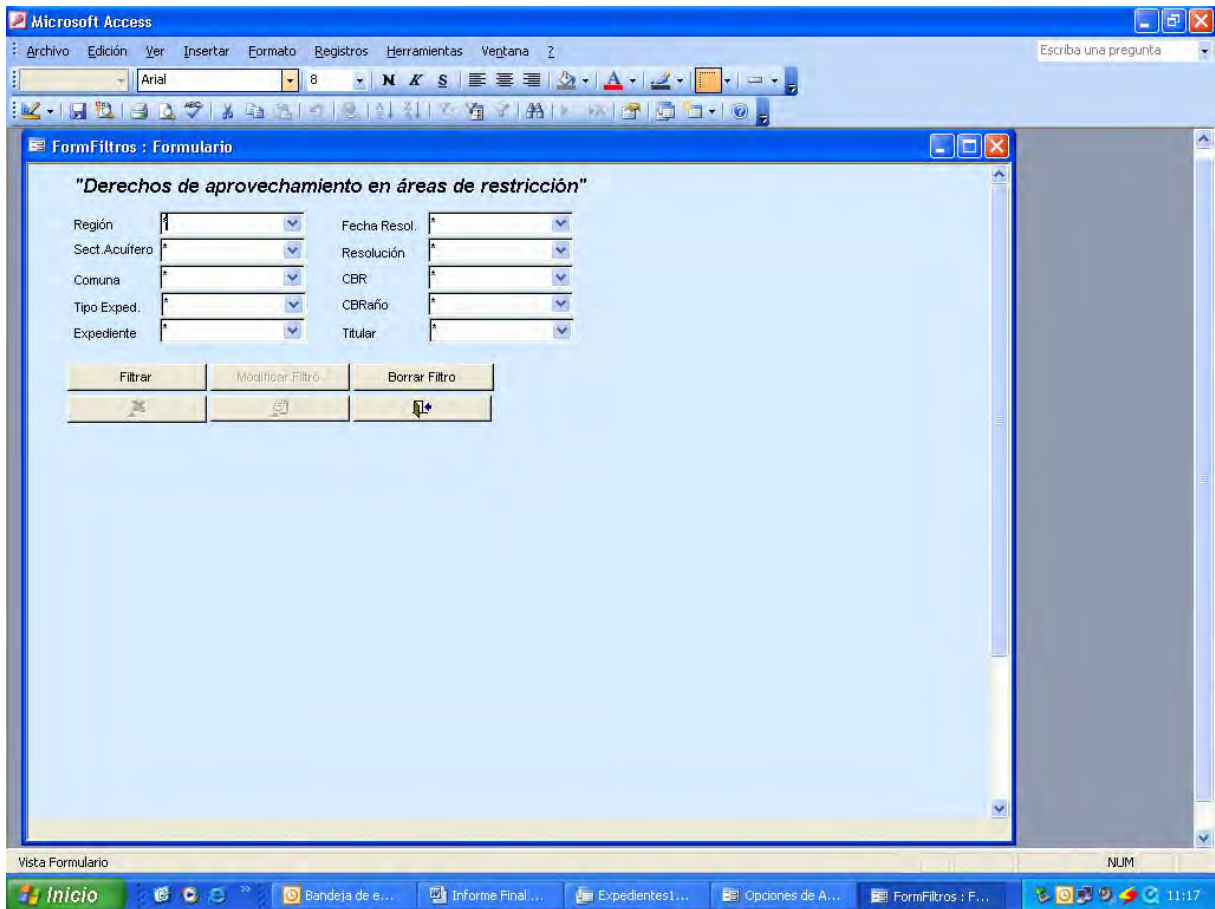 Microsoft Access
Archivo Edición Ver Insertar Formato Registros Herramientas Ventana ?
Escriba una pregunta
Arial 8 N K S A
ABC
FormFiltros : Formulario
"Derechos de aprovechamiento en áreas de restricción"
Región * Fecha Resol. *
Sect.Acuífero * Resolución *
Comuna * CBR *
Tipo Exped. * CBRaño *
Expediente * Titular *
Filtrar Modificar Filtro Borrar Filtro
Vista Formulario NUM
Inicio » Bandeja de e... Informe Final ... Expedientes1... Opciones de A... FormFiltros : F... 11:17